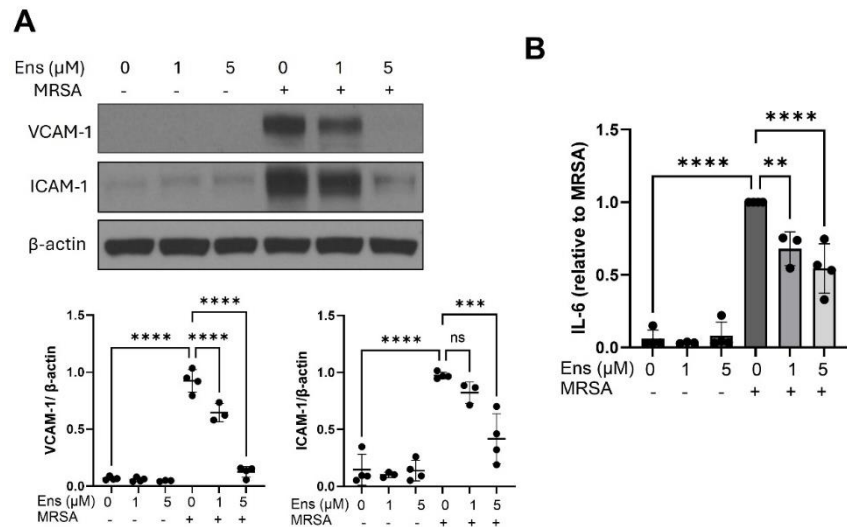 A
Ens (µM) 0 1 5 0 1 5
MRSA - - - + + +
VCAM-1
ICAM-1
β-actin
VCAM-1/ β-actin
1.5
1.0
0.5
0.0
****
**** ****
Ens (µM) 0 1 5 0 1 5
MRSA - - - + + +
ICAM-1/β-actin
1.5
1.0
0.5
0.0
***
**** ns
Ens (µM) 0 1 5 0 1 5
MRSA - - - + + +
B
IL-6 (relative to MRSA)
1.5
1.0
0.5
0.0
****
**** **
Ens (µM) 0 1 5 0 1 5
MRSA - - - + + +